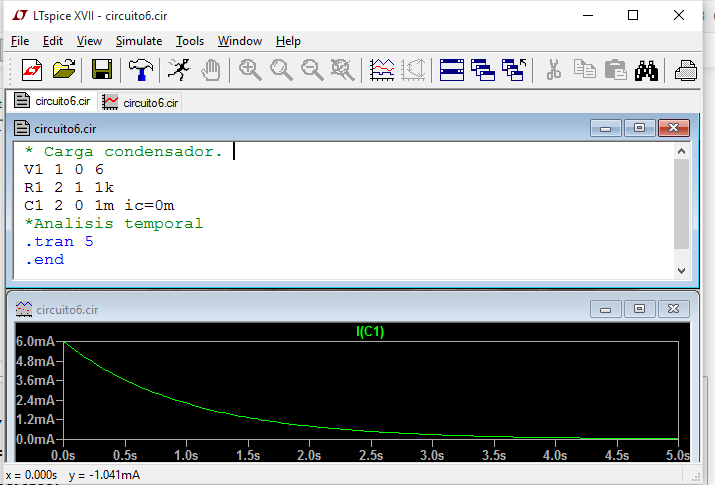 LTspice XVII - circuito6.cir
File Edit View Simulate Tools Window Help
circuito6.cir circuito6.cir
circuito6.cir
* Carga condensador.
V1 1 0 6
R1 2 1 1k
C1 2 0 1m ic=0m
*Analisis temporal
.tran 5
.end
circuito6.cir
I(C1)
6.0mA
4.8mA
3.6mA
2.4mA
1.2mA
0.0mA
0.0s 0.5s 1.0s 1.5s 2.0s 2.5s 3.0s 3.5s 4.0s 4.5s 5.0s
x = 0.000s y = -1.041mA